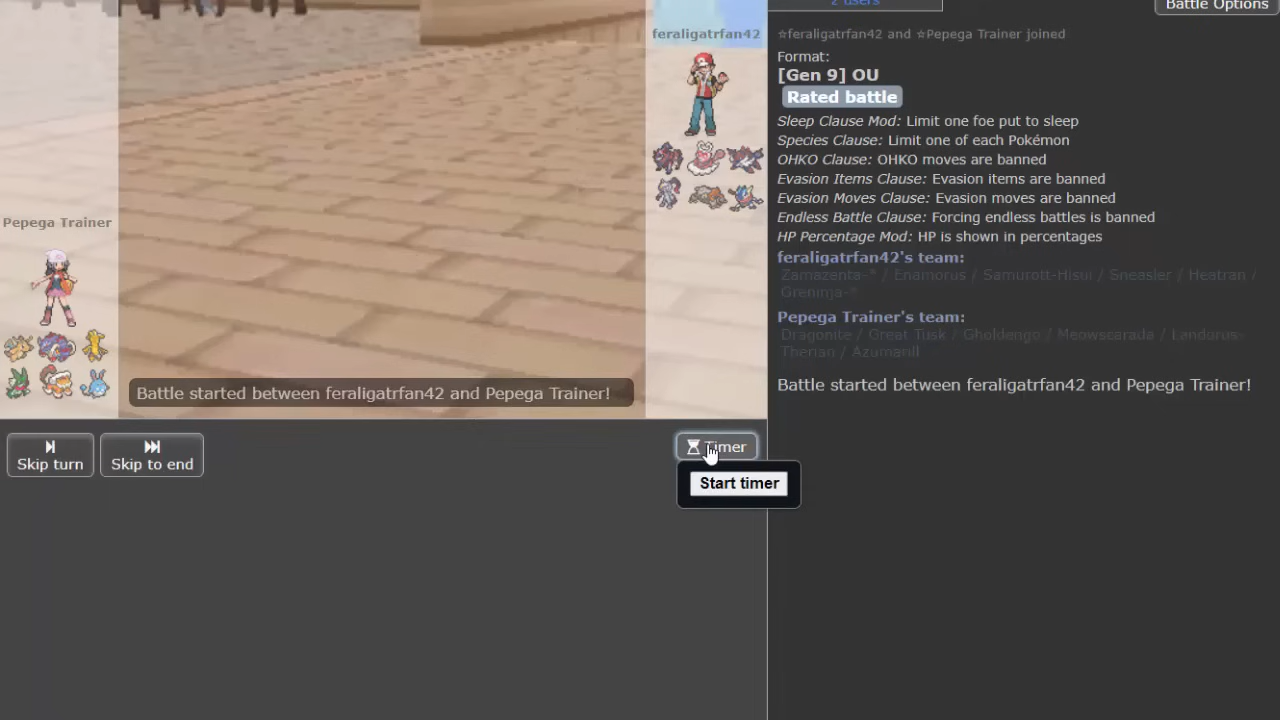 2 users
Battle Options
feraligatrfan42
☆feraligatrfan42 and ☆Pepega Trainer joined
Format:
[Gen 9] OU
Rated battle
Sleep Clause Mod: Limit one foe put to sleep
Species Clause: Limit one of each Pokémon
OHKO Clause: OHKO moves are banned
Evasion Items Clause: Evasion items are banned
Evasion Moves Clause: Evasion moves are banned
Endless Battle Clause: Forcing endless battles is banned
HP Percentage Mod: HP is shown in percentages
feraligatrfan42's team:
Zamazenta-* / Enamorus / Samurott-Hisui / Sneasler / Heatran /
Greninja-*
Pepega Trainer's team:
Dragonite / Great Tusk / Gholdengo / Meowscarada / Landorus-
Therian / Azumarill
Battle started between feraligatrfan42 and Pepega Trainer!
Pepega Trainer
Battle started between feraligatrfan42 and Pepega Trainer!
Skip turn
Skip to end
Timer
Start timer